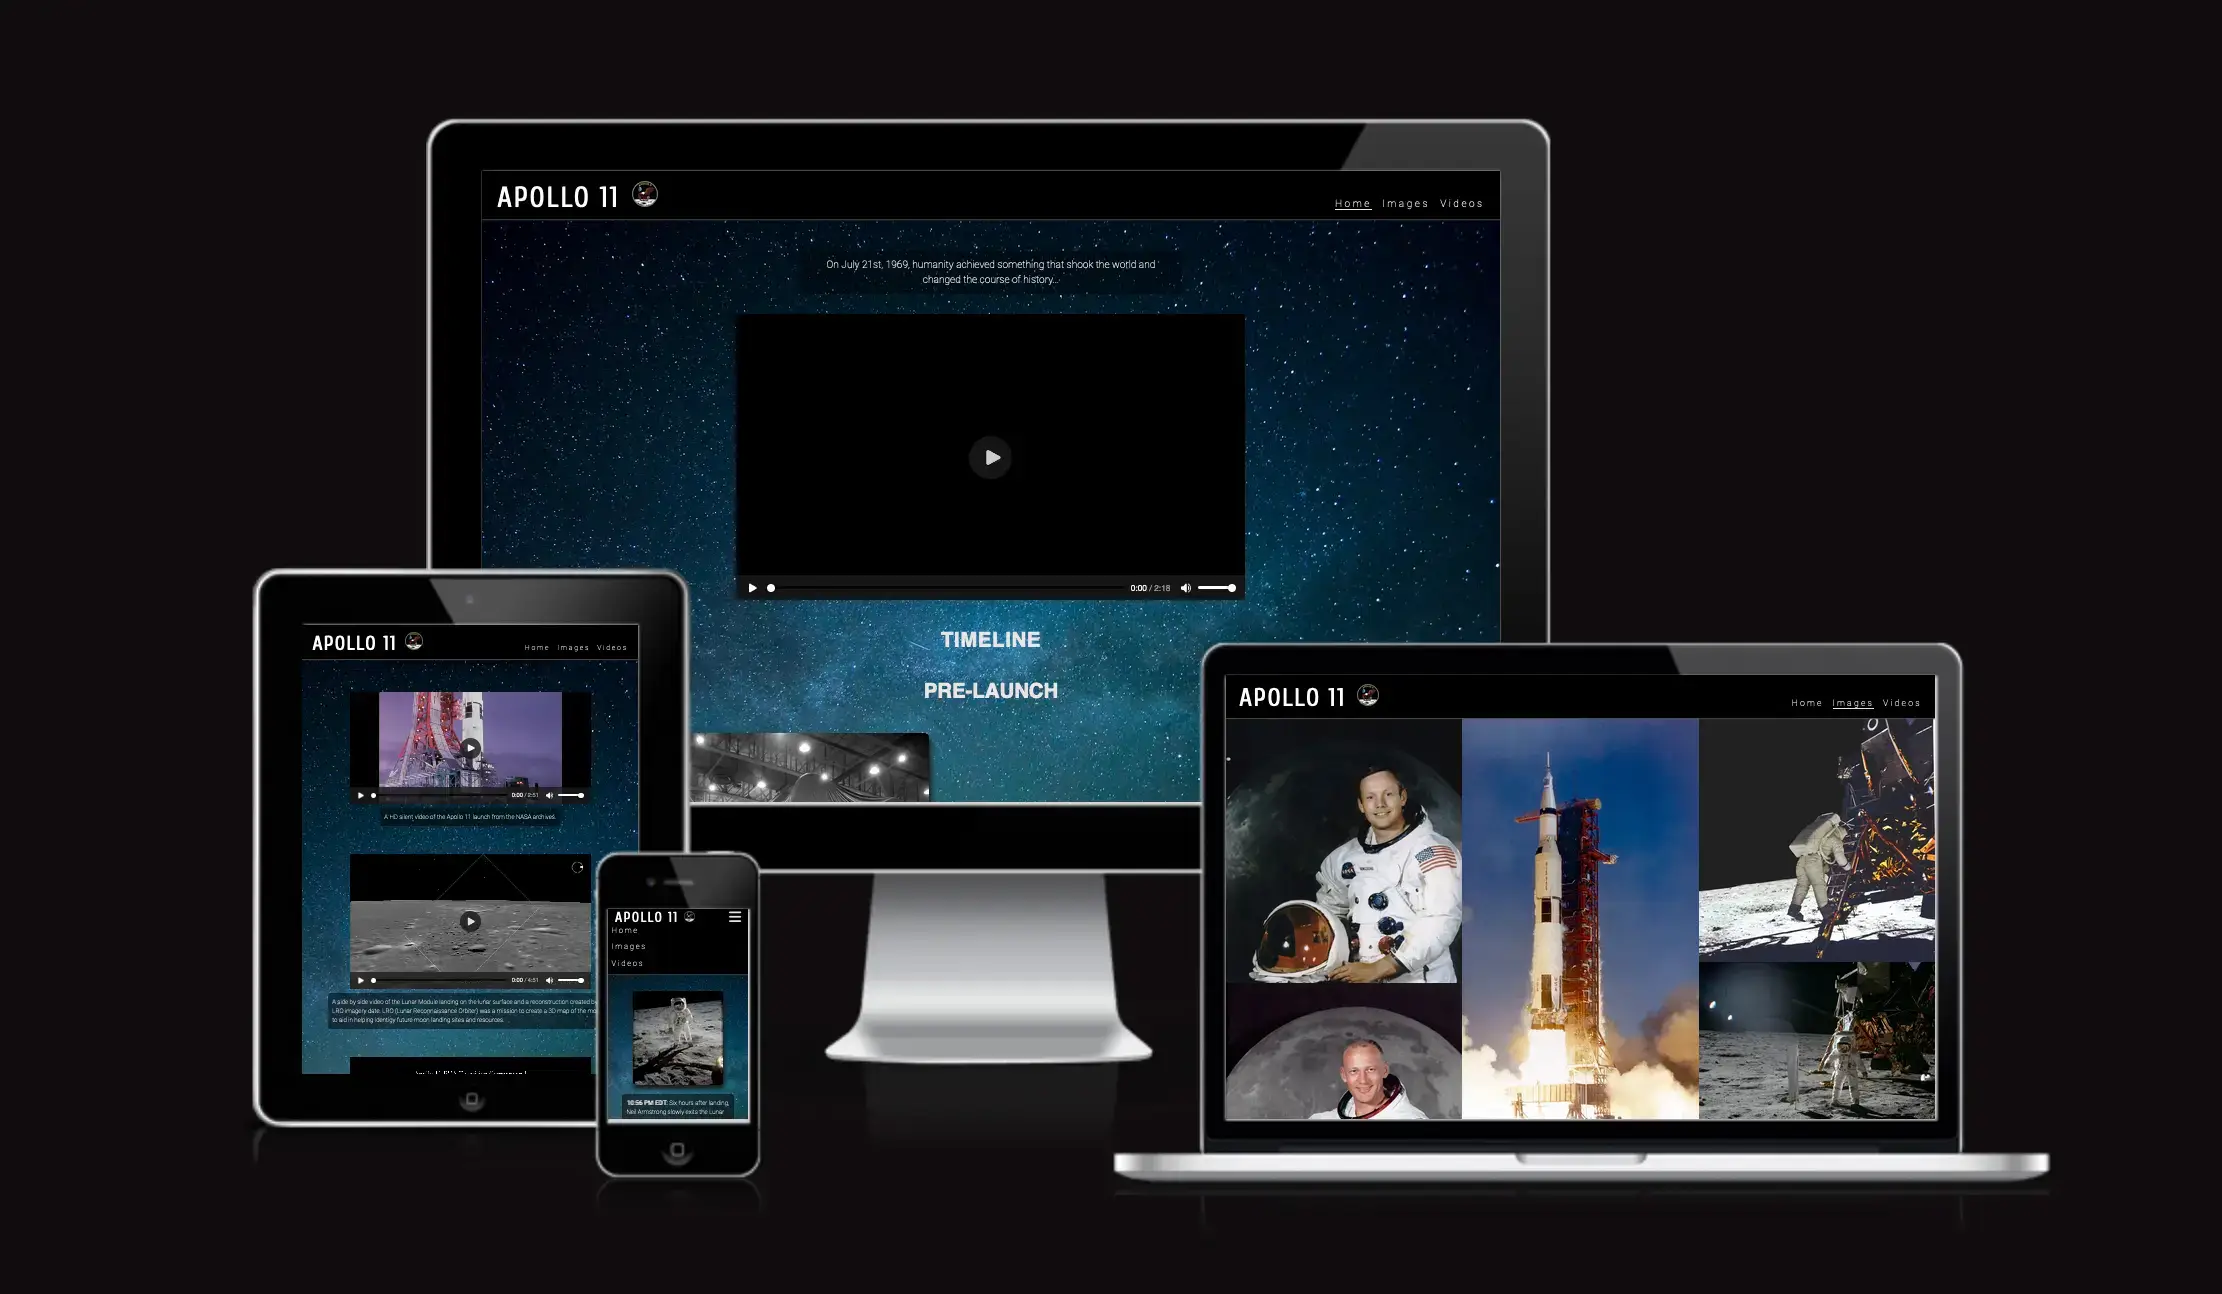 APOLLO 11
Home Images Videos
On July 21st, 1969, humanity achieved something that shook the world and
changed the course of history...
0:00 / 2:18
TIMELINE
PRE-LAUNCH
APOLLO 11
Home Images Videos
0:00 / 2:51
A HD silent video of the Apollo 11 launch from the NASA archives.
0:00 / 4:51
A side by side video of the Lunar Module landing on the lunar surface and a reconstruction created by
LRO imagery date. LRO (Lunar Reconnaissance Orbiter) was a mission to create a 3D map of the mo
to aid in helping identigy future moon landing sites and resources.
APOLLO 11
Home
Images
Videos
10:56 PM EDT: Six hours after landing,
Neil Armstrong slowly exits the Lunar
APOLLO 11
Home Images Videos